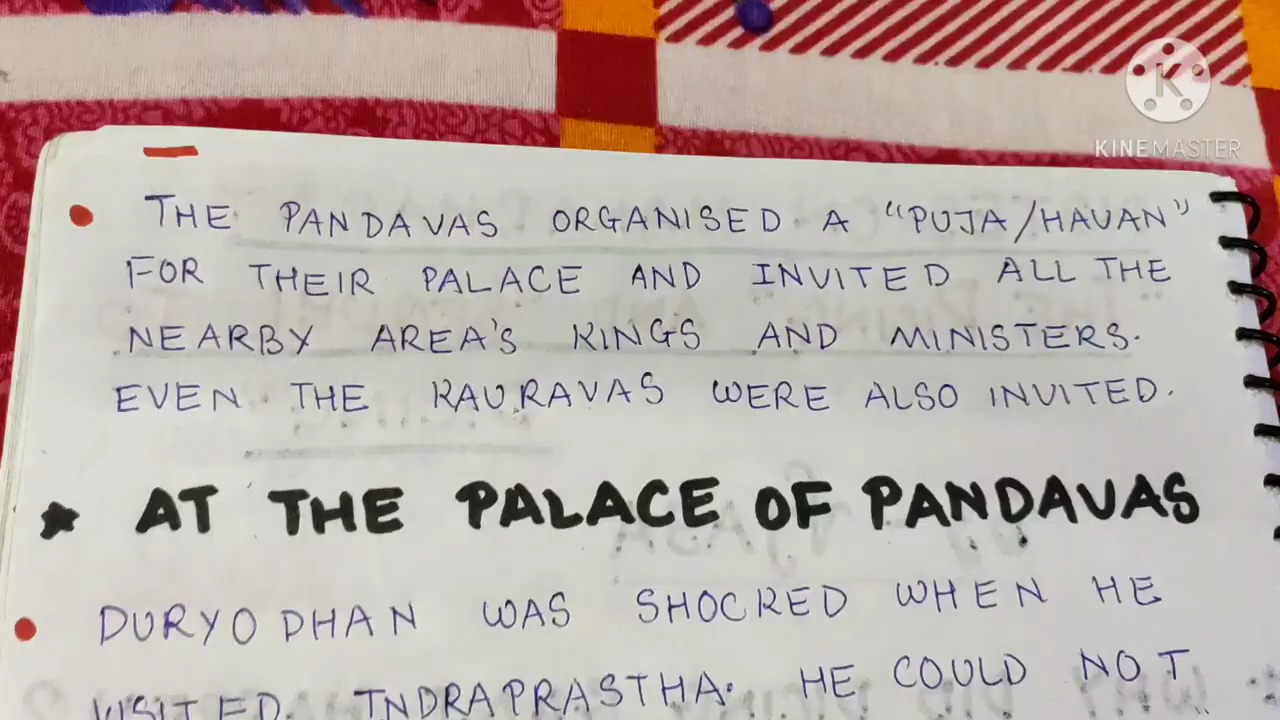 K
KINEMASTER
• THE PANDAVAS ORGANISED A "PUJA/HAVAN"
FOR THEIR PALACE AND INVITED ALL THE
NEARBY AREA'S KINGS AND MINISTERS.
EVEN THE KAURAVAS WERE ALSO INVITED.
★ AT THE PALACE OF PANDAVAS
• DURYODHAN WAS SHOCKED WHEN HE
VISITED INDRAPRASTHA. HE COULD NOT